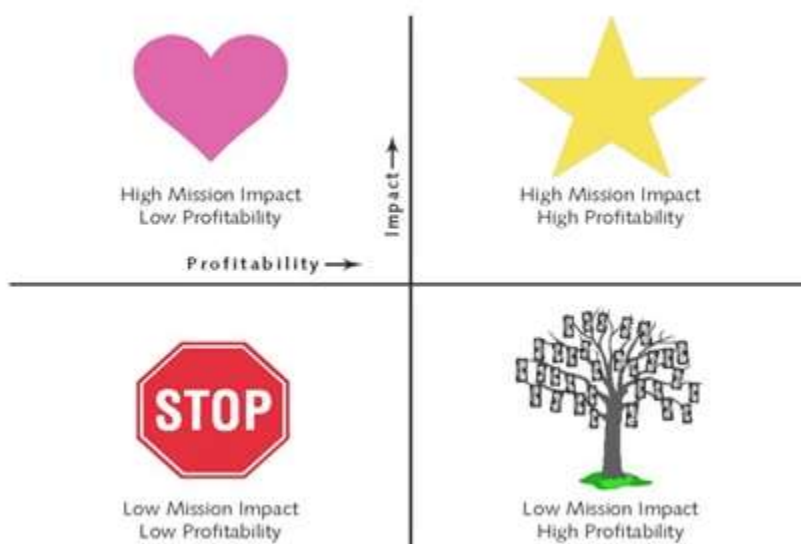 High Mission Impact
Low Profitability
High Mission Impact
High Profitability
Impact
Profitability
STOP
Low Mission Impact
Low Profitability
Low Mission Impact
High Profitability